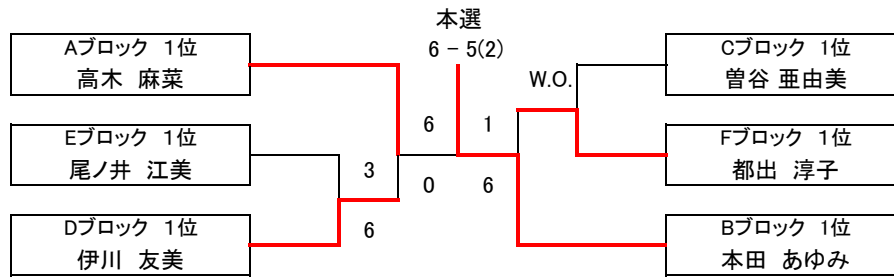 本選
6 - 5(2)
Aブロック 1位
高木 麻菜
Eブロック 1位
尾ノ井 江美
Dブロック 1位
伊川 友美
3
6
6
0
1
6
W.O.
Cブロック 1位
曽谷 亜由美
Fブロック 1位
都出 淳子
Bブロック 1位
本田 あゆみ